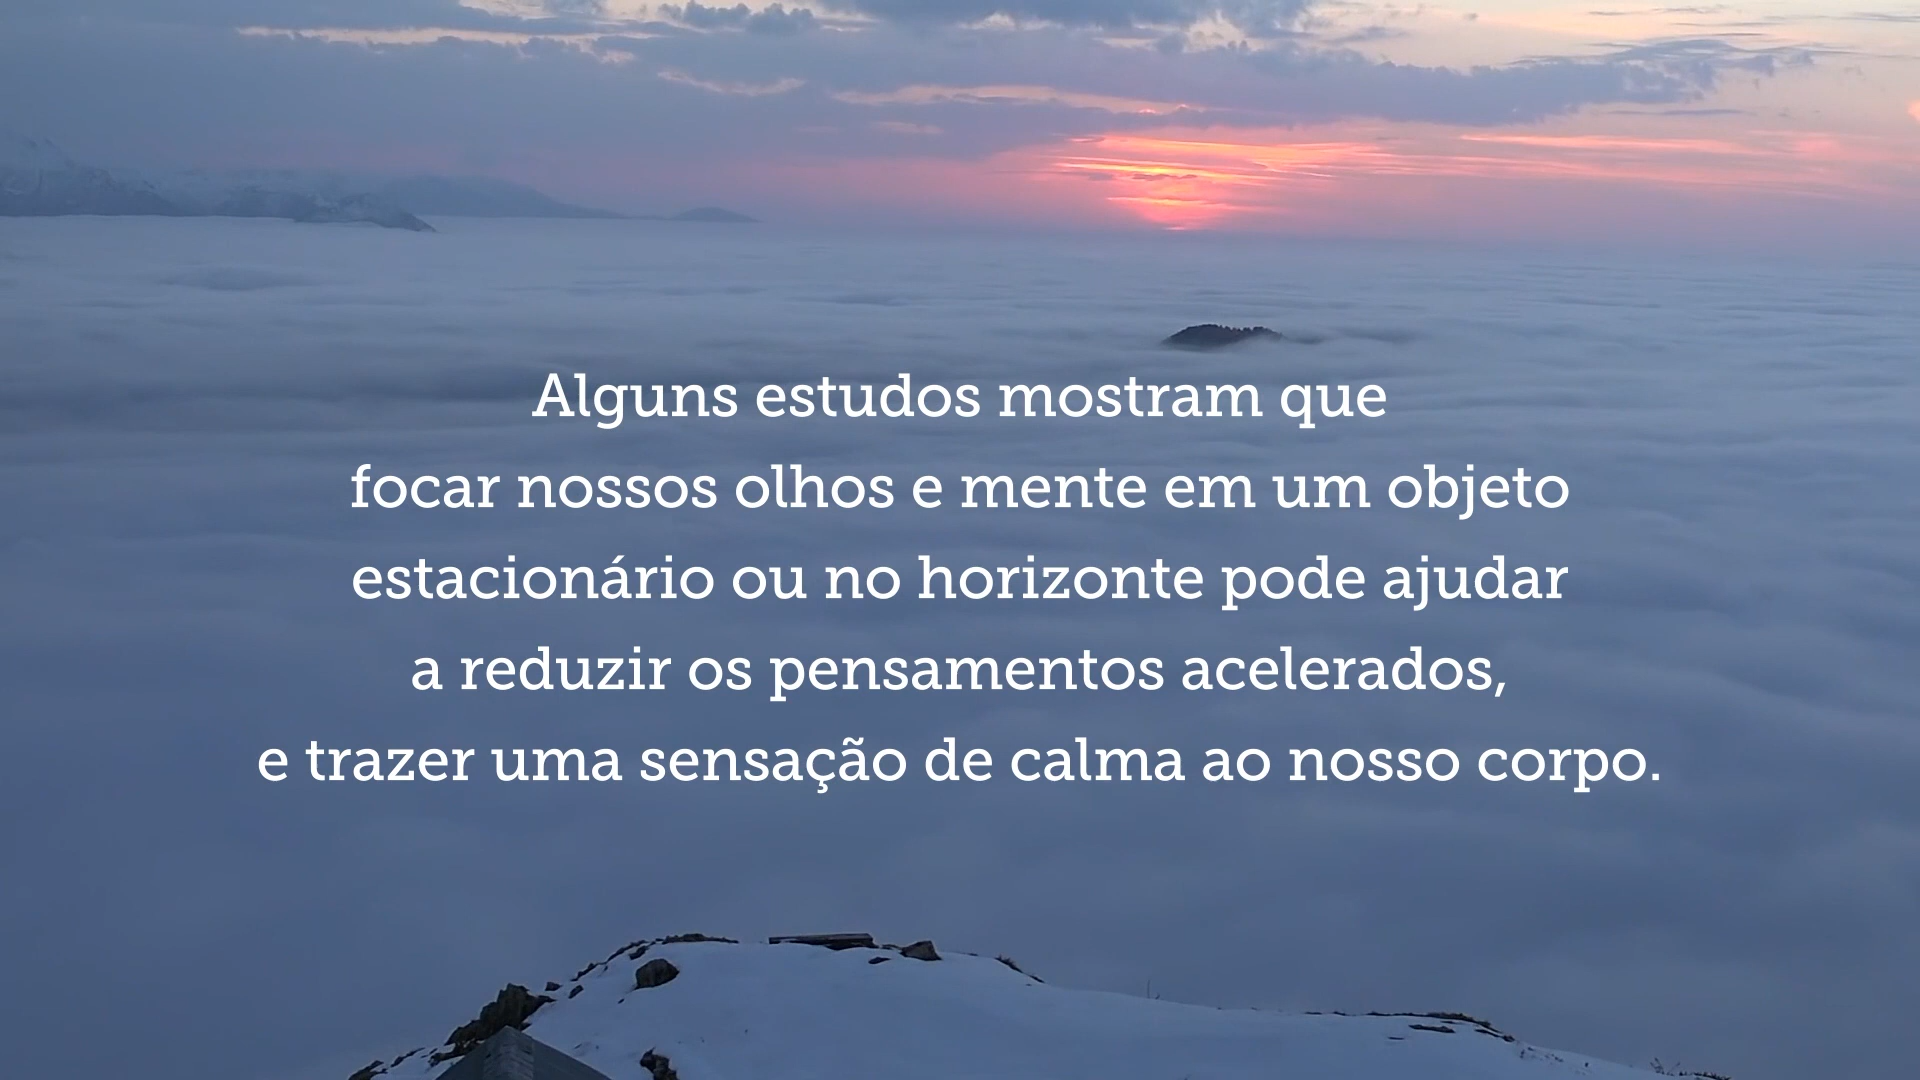 Alguns estudos mostram que
focar nossos olhos e mente em um objeto
estacionário ou no horizonte pode ajudar
a reduzir os pensamentos acelerados,
e trazer uma sensação de calma ao nosso corpo.